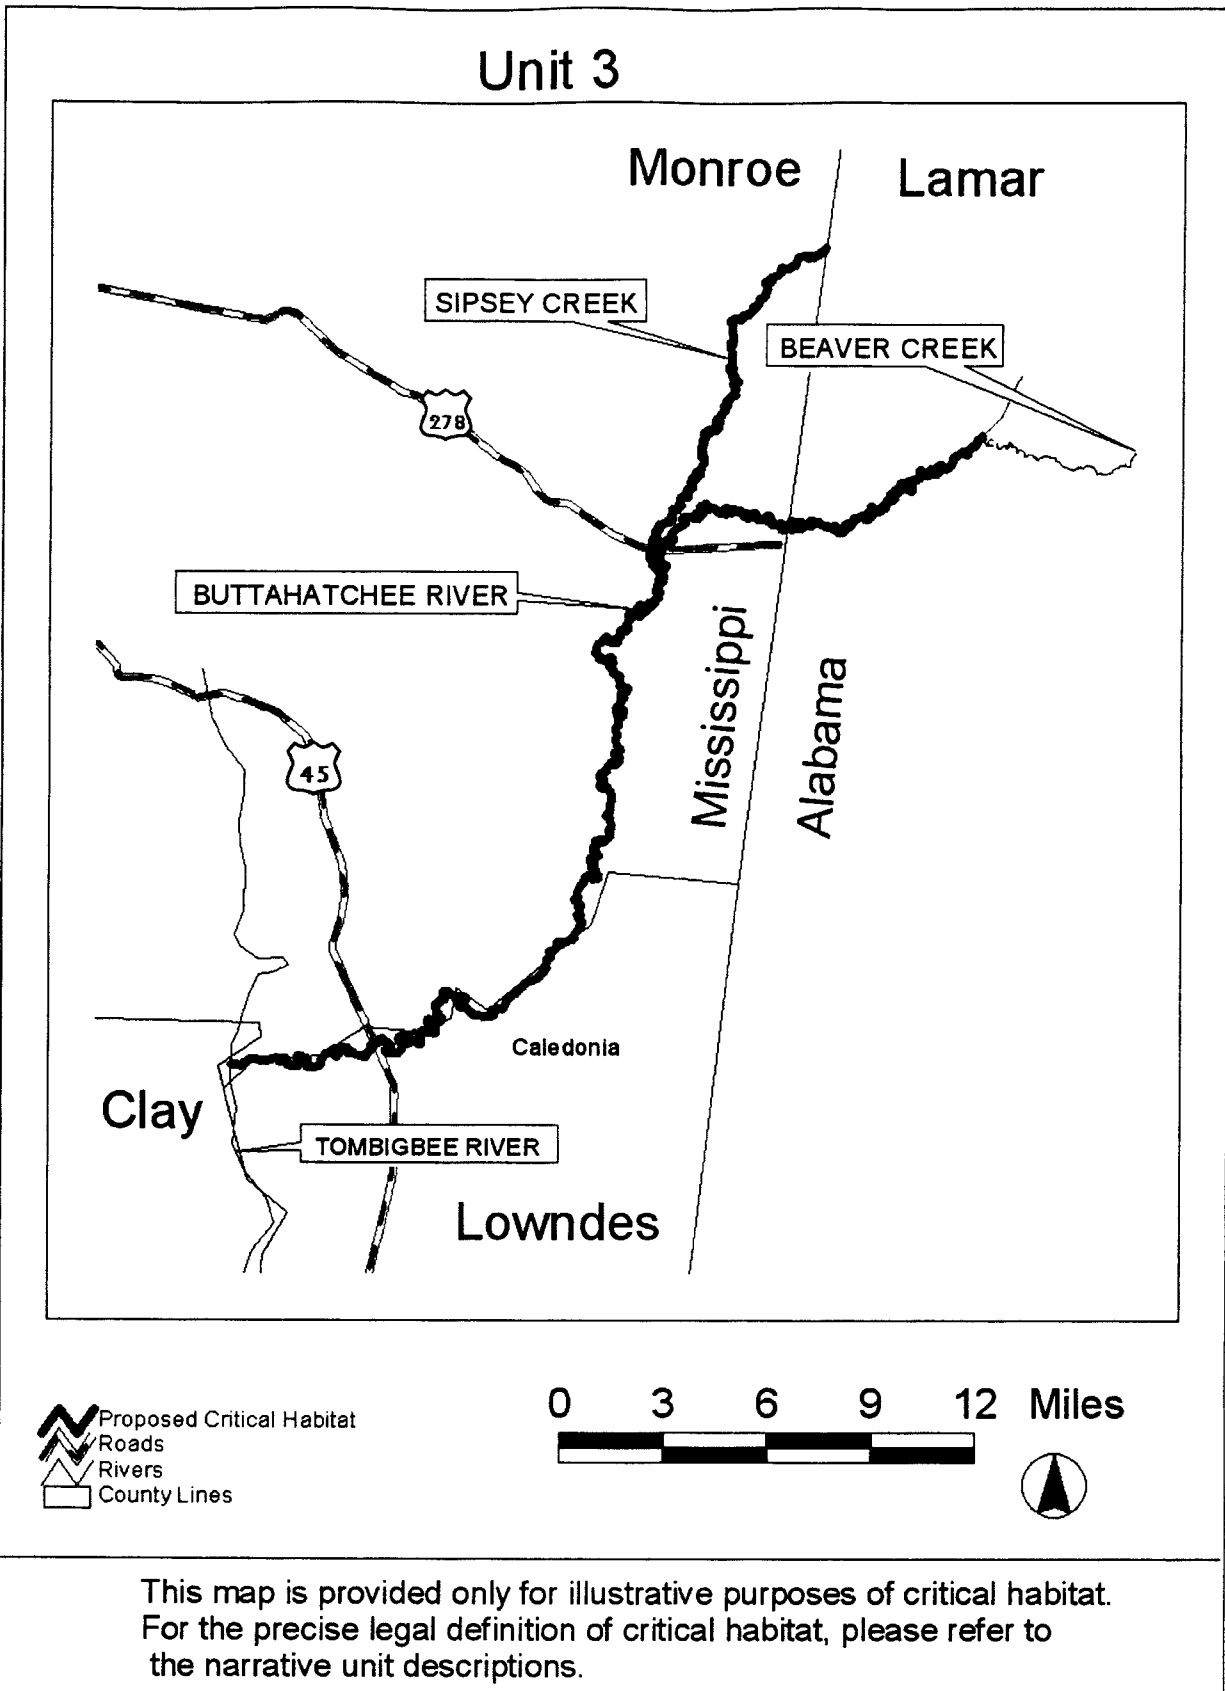 Unit 3
Monroe
Lamar
SIPSEY CREEK
BEAVER CREEK
278
BUTTAHATCHEE RIVER
Mississippi
Alabama
45
Caledonia
Clay
TOMBIGBEE RIVER
Lowndes
0 3 6 9 12 Miles
Proposed Critical Habitat
Roads
Rivers
County Lines
This map is provided only for illustrative purposes of critical habitat.
For the precise legal definition of critical habitat, please refer to
the narrative unit descriptions.